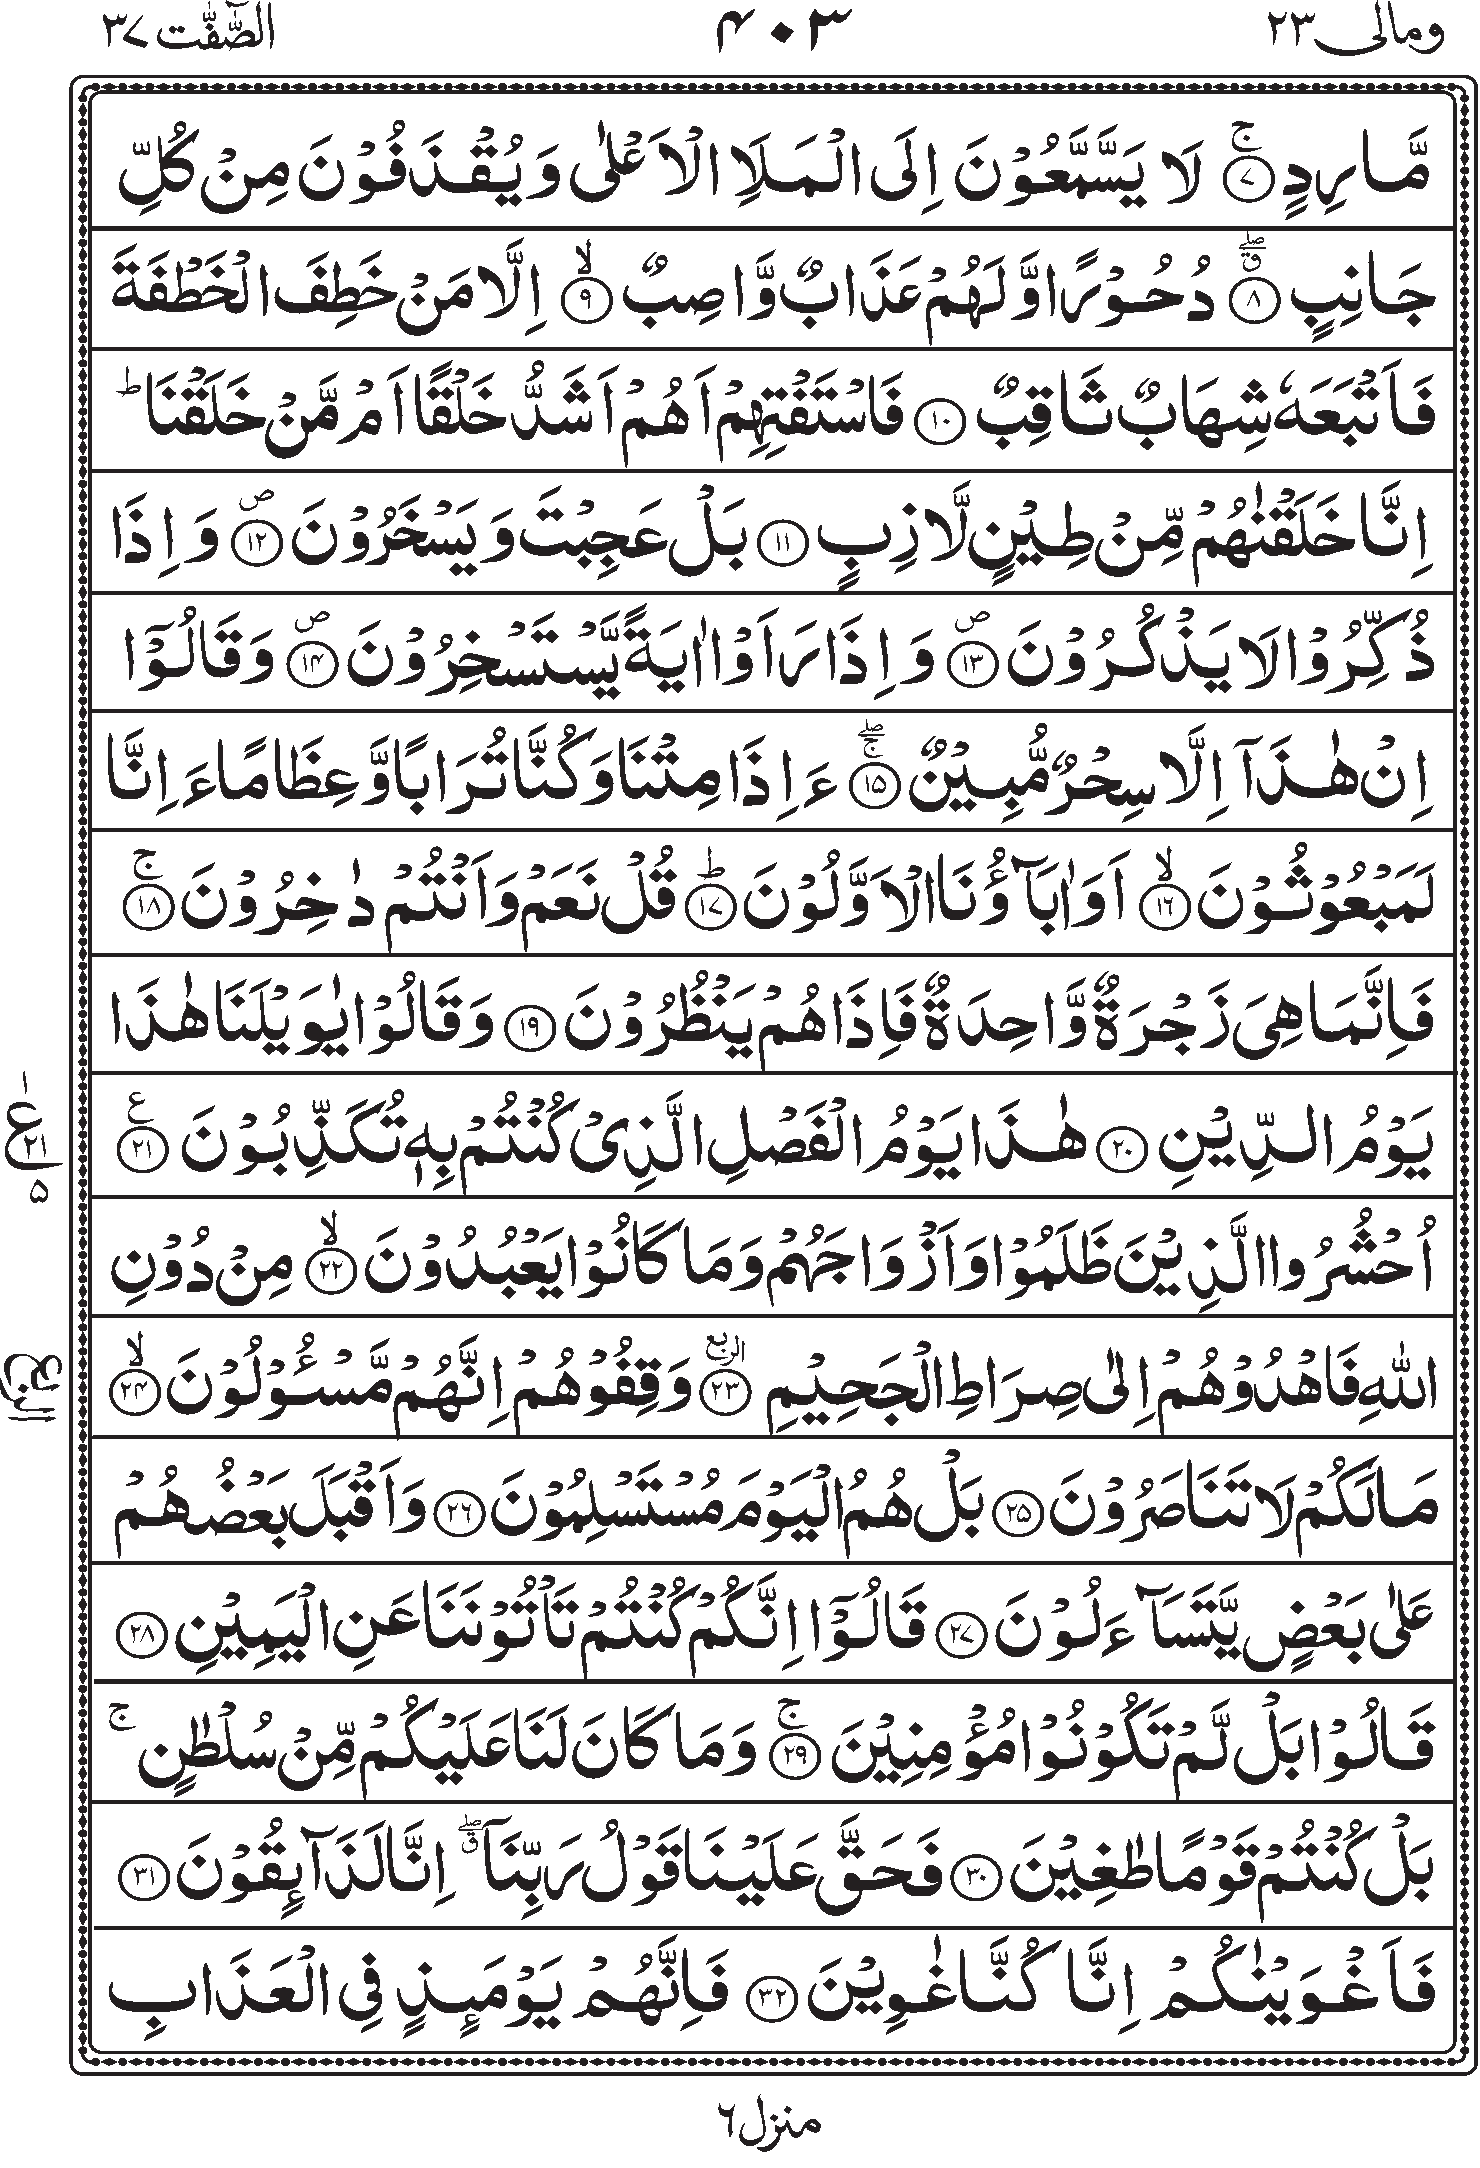 ومالی ۲۳
۴۰۳
الصّٰٓفّٰت ۳۷
مَّارِدٍ ۚ﴿۷﴾ لَا يَسَّمَّعُوْنَ اِلَى الْمَلَاِ الْاَعْلٰى وَيُقْذَفُوْنَ مِنْ كُلِّ
جَانِبٍ ۖۗ﴿۸﴾ دُحُوْرًا وَّلَهُمْ عَذَابٌ وَّاصِبٌ ۙ﴿۹﴾ اِلَّا مَنْ خَطِفَ الْخَطْفَةَ
فَاَتْبَعَهٗ شِهَابٌ ثَاقِبٌ ﴿۱۰﴾ فَاسْتَفْتِهِمْ اَهُمْ اَشَدُّ خَلْقًا اَمْ مَّنْ خَلَقْنَا ؕ
اِنَّا خَلَقْنٰهُمْ مِّنْ طِيْنٍ لَّازِبٍ ﴿۱۱﴾ بَلْ عَجِبْتَ وَيَسْخَرُوْنَ ۪﴿۱۲﴾ وَاِذَا
ذُكِّرُوْا لَا يَذْكُرُوْنَ ۪﴿۱۳﴾ وَاِذَا رَاَوْا اٰيَةً يَّسْتَسْخِرُوْنَ ۪﴿۱۴﴾ وَقَالُوْۤا
اِنْ هٰذَاۤ اِلَّا سِحْرٌ مُّبِيْنٌ ۚۖ﴿۱۵﴾ ءَاِذَا مِتْنَا وَكُنَّا تُرَابًا وَّعِظَامًا ءَاِنَّا
لَمَبْعُوْثُوْنَ ۙ﴿۱۶﴾ اَوَاٰبَآؤُنَا الْاَوَّلُوْنَ ؕ﴿۱۷﴾ قُلْ نَعَمْ وَاَنْتُمْ دٰخِرُوْنَ ۚ﴿۱۸﴾
فَاِنَّمَا هِىَ زَجْرَةٌ وَّاحِدَةٌ فَاِذَا هُمْ يَنْظُرُوْنَ ﴿۱۹﴾ وَقَالُوْا يٰوَيْلَنَا هٰذَا
يَوْمُ الدِّيْنِ ﴿۲۰﴾ هٰذَا يَوْمُ الْفَصْلِ الَّذِىْ كُنْتُمْ بِهٖ تُكَذِّبُوْنَ ﴿۲۱﴾ ع
اُحْشُرُوا الَّذِيْنَ ظَلَمُوْا وَاَزْوَاجَهُمْ وَمَا كَانُوْا يَعْبُدُوْنَ ۙ﴿۲۲﴾ مِنْ دُوْنِ
اللّٰهِ فَاهْدُوْهُمْ اِلٰى صِرَاطِ الْجَحِيْمِ ﴿۲۳﴾ الربع وَقِفُوْهُمْ اِنَّهُمْ مَّسْـُٔوْلُوْنَ ۙ﴿۲۴﴾
مَا لَكُمْ لَا تَنَاصَرُوْنَ ﴿۲۵﴾ بَلْ هُمُ الْيَوْمَ مُسْتَسْلِمُوْنَ ﴿۲۶﴾ وَاَقْبَلَ بَعْضُهُمْ
عَلٰى بَعْضٍ يَّتَسَآءَلُوْنَ ﴿۲۷﴾ قَالُوْۤا اِنَّكُمْ كُنْتُمْ تَاْتُوْنَنَا عَنِ الْيَمِيْنِ ﴿۲۸﴾
قَالُوْا بَلْ لَّمْ تَكُوْنُوْا مُؤْمِنِيْنَ ۚ﴿۲۹﴾ وَمَا كَانَ لَنَا عَلَيْكُمْ مِّنْ سُلْطٰنٍ ۚ
بَلْ كُنْتُمْ قَوْمًا طٰغِيْنَ ﴿۳۰﴾ فَحَقَّ عَلَيْنَا قَوْلُ رَبِّنَاۤ ۖۗ اِنَّا لَذَآئِقُوْنَ ﴿۳۱﴾
فَاَغْوَيْنٰكُمْ اِنَّا كُنَّا غٰوِيْنَ ﴿۳۲﴾ فَاِنَّهُمْ يَوْمَئِذٍ فِى الْعَذَابِ
۱
ع ۲۱
۵
الربع
منزل ۶